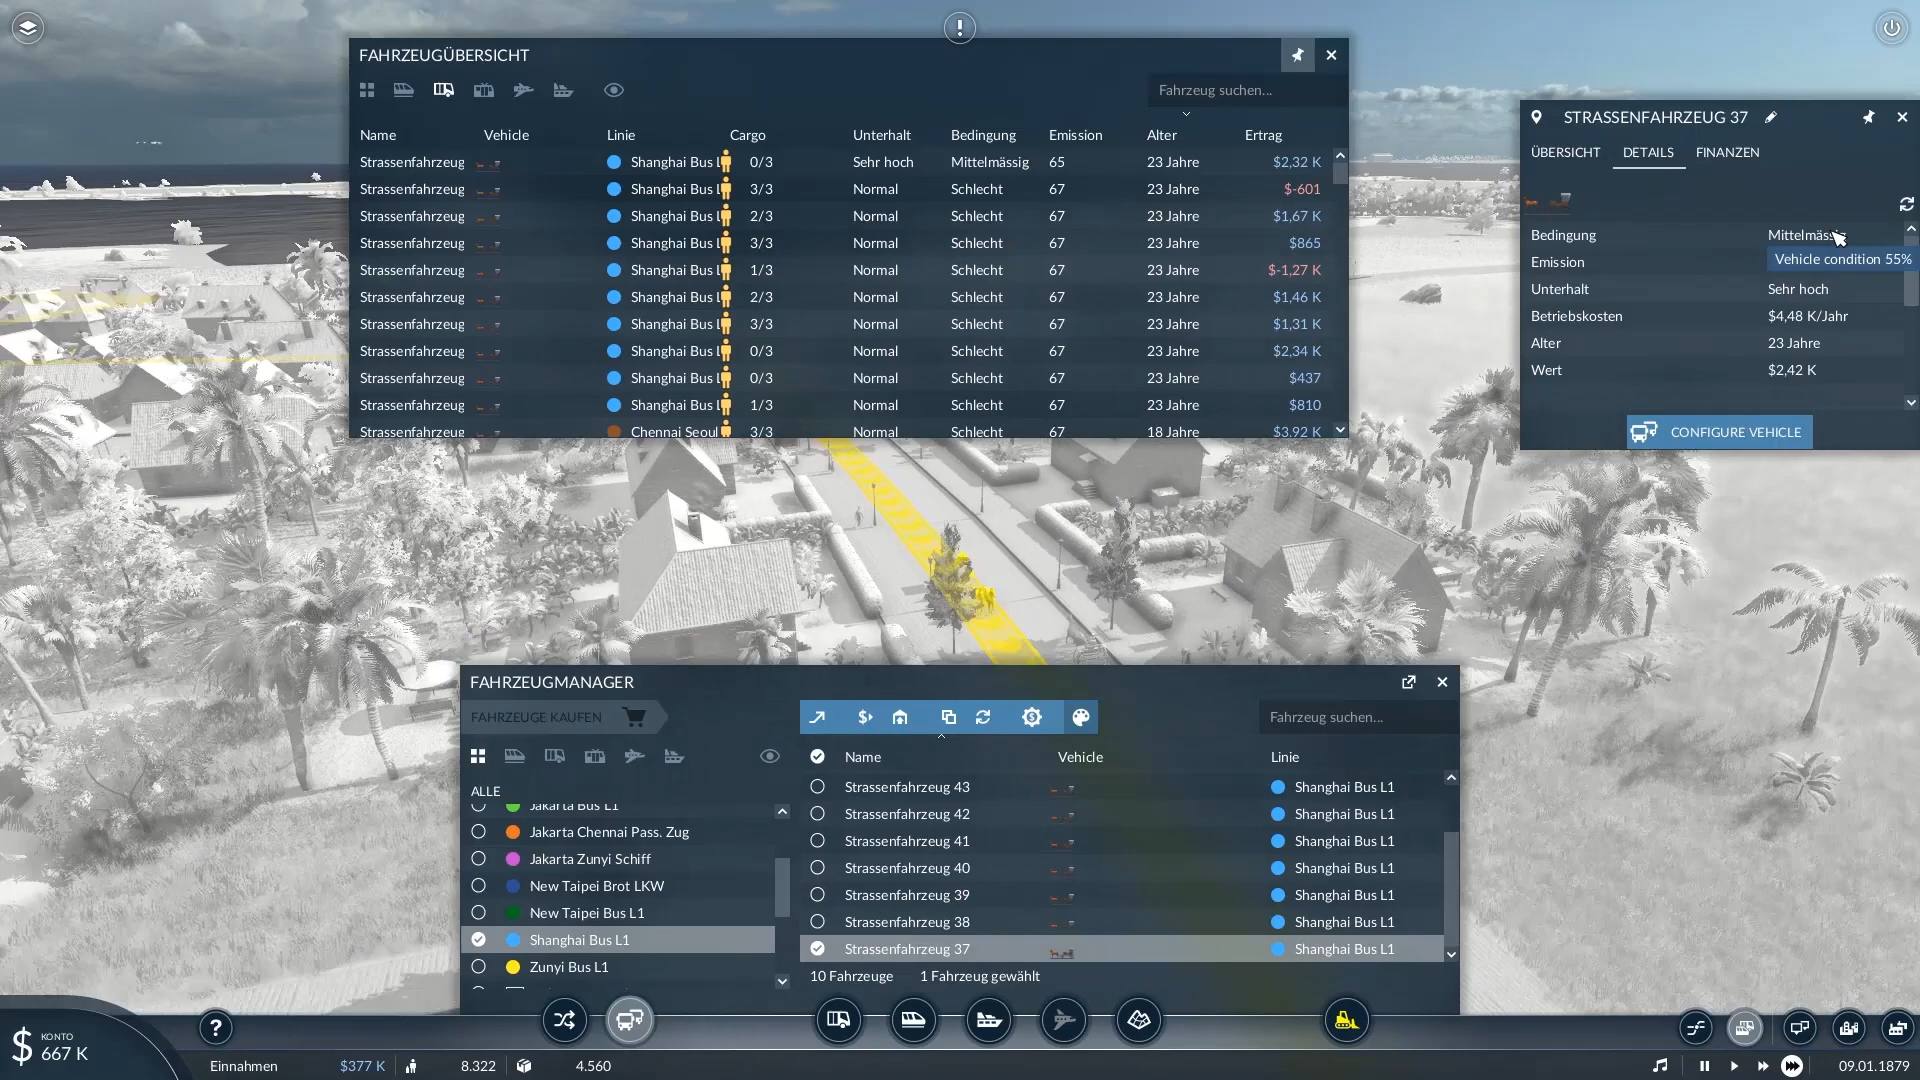 FAHRZEUGÜBERSICHT
Fahrzeug suchen...
Name Vehicle Linie Cargo Unterhalt Bedingung Emission Alter Ertrag
Strassenfahrzeug Shanghai Bus L 0/3 Sehr hoch Mittelmässig 65 23 Jahre $2,32 K
Strassenfahrzeug Shanghai Bus L 3/3 Normal Schlecht 67 23 Jahre $-601
Strassenfahrzeug Shanghai Bus L 2/3 Normal Schlecht 67 23 Jahre $1,67 K
Strassenfahrzeug Shanghai Bus L 3/3 Normal Schlecht 67 23 Jahre $865
Strassenfahrzeug Shanghai Bus L 1/3 Normal Schlecht 67 23 Jahre $-1,27 K
Strassenfahrzeug Shanghai Bus L 2/3 Normal Schlecht 67 23 Jahre $1,46 K
Strassenfahrzeug Shanghai Bus L 3/3 Normal Schlecht 67 23 Jahre $1,31 K
Strassenfahrzeug Shanghai Bus L 0/3 Normal Schlecht 67 23 Jahre $2,34 K
Strassenfahrzeug Shanghai Bus L 0/3 Normal Schlecht 67 23 Jahre $437
Strassenfahrzeug Shanghai Bus L 1/3 Normal Schlecht 67 23 Jahre $810
Strassenfahrzeug Chennai Seoul 3/3 Normal Schlecht 67 18 Jahre $3,92 K
STRASSENFAHRZEUG 37
ÜBERSICHT DETAILS FINANZEN
Bedingung Mittelmäss
Vehicle condition 55%
Emission
Unterhalt Sehr hoch
Betriebskosten $4,48 K/Jahr
Alter 23 Jahre
Wert $2,42 K
CONFIGURE VEHICLE
FAHRZEUGMANAGER
FAHRZEUGE KAUFEN
Fahrzeug suchen...
ALLE
Jakarta Bus L1
Jakarta Chennai Pass. Zug
Jakarta Zunyi Schiff
New Taipei Brot LKW
New Taipei Bus L1
Shanghai Bus L1
Zunyi Bus L1
Name Vehicle Linie
Strassenfahrzeug 43 Shanghai Bus L1
Strassenfahrzeug 42 Shanghai Bus L1
Strassenfahrzeug 41 Shanghai Bus L1
Strassenfahrzeug 40 Shanghai Bus L1
Strassenfahrzeug 39 Shanghai Bus L1
Strassenfahrzeug 38 Shanghai Bus L1
Strassenfahrzeug 37 Shanghai Bus L1
10 Fahrzeuge 1 Fahrzeug gewählt
KONTO
$ 667 K
Einnahmen $377 K 8.322 4.560 09.01.1879